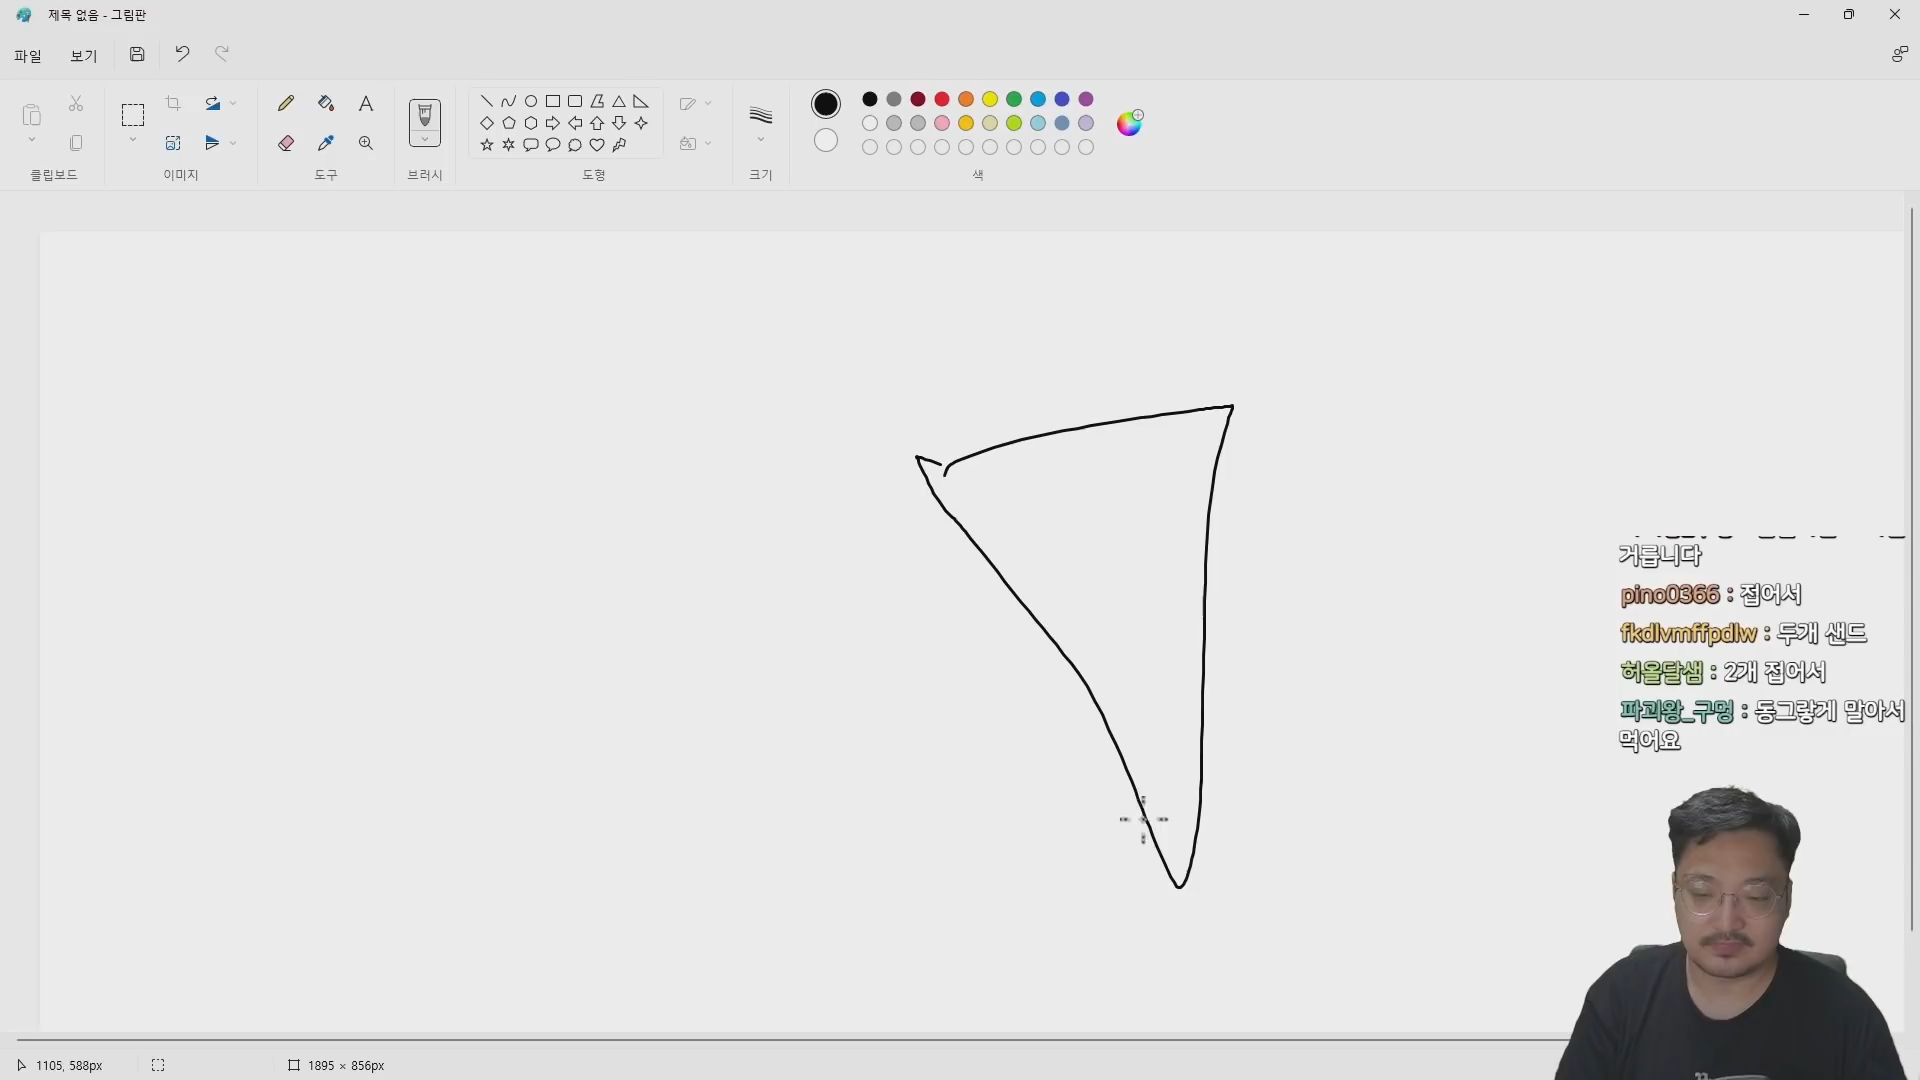 제목 없음 - 그림판
파일
보기
클립보드
이미지
도구
브러시
도형
크기
색
거릅니다
pino0366 : 접어서
fkdlvmffpdlw : 두개 샌드
허올달샘 : 2개 접어서
파괴왕_구멍 : 동그랗게 말아서
먹어요
1105, 588px
1895 × 856px